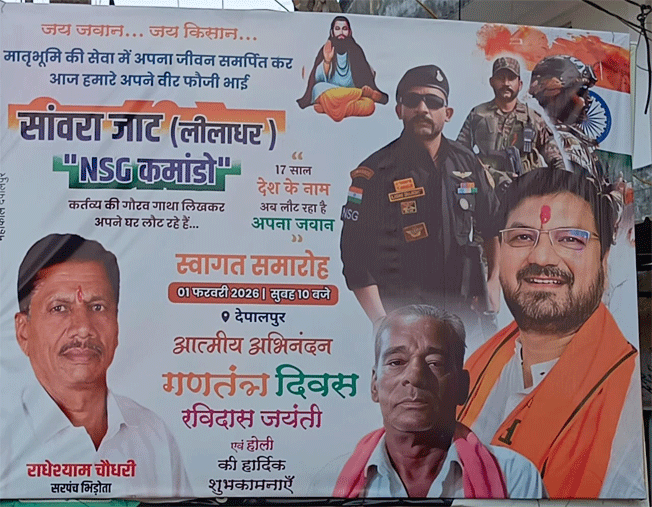 जय जवान... जय किसान...
मातृभूमि की सेवा में अपना जीवन समर्पित कर
आज हमारे अपने वीर फौजी भाई
सांवरा जाट (लीलाधर)
"NSG कमांडो"
कर्तव्य की गौरव गाथा लिखकर
अपने घर लौट रहे हैं...
“
17 साल
देश के नाम
अब लौट रहा है
अपना जवान
”
NSG
स्वागत समारोह
01 फरवरी 2026 | सुबह 10 बजे
देपालपुर
आत्मीय अभिनंदन
गणतंत्र दिवस
रविदास जयंती
एवं होली
की हार्दिक
शुभकामनाएँ
राधेश्याम चौधरी
सरपंच भिड़ोता